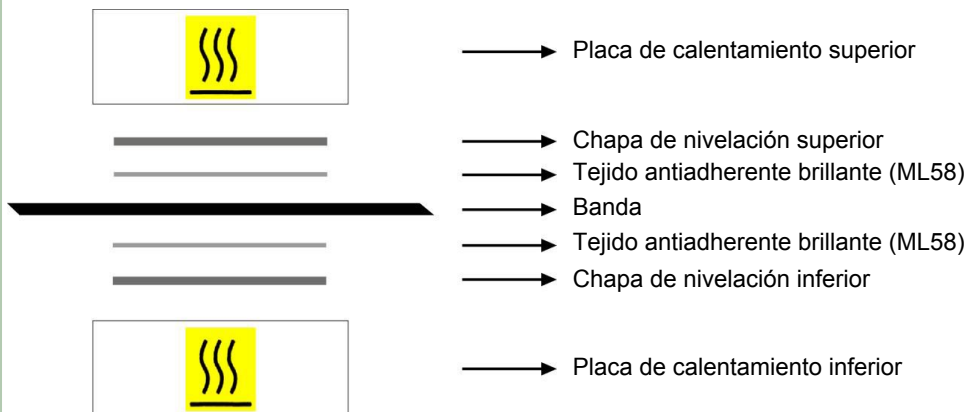 Placa de calentamiento superior
Chapa de nivelación superior
Tejido antiadherente brillante (ML58)
Banda
Tejido antiadherente brillante (ML58)
Chapa de nivelación inferior
Placa de calentamiento inferior